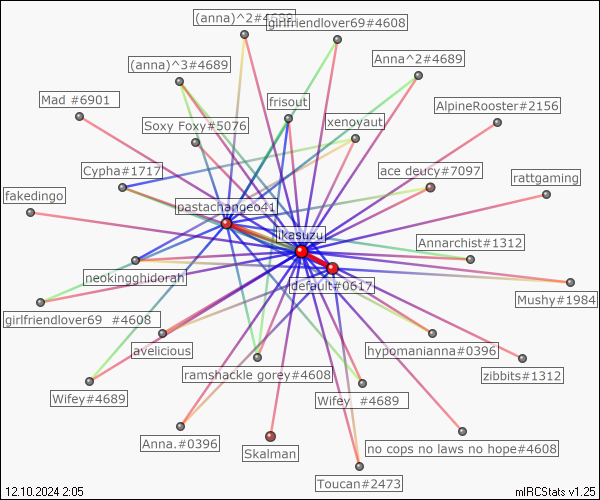 (anna)^2#4689
girlfriendlover69#4608
(anna)^3#4689
Anna^2#4689
Mad #6901
frisout
AlpineRooster#2156
Soxy Foxy#5076
xenoyaut
Cypha#1717
ace deucy#7097
rattgaming
fakedingo
pastachange641
ikasuzu
Annarchist#1312
neokingghidorah
default#0617
Mushy#1984
girlfriendlover69 #4608
avelicious
hypomanianna#0396
ramshackle gorey#4608
zibbits#1312
Wifey#4689
Wifey #4689
Anna.#0396
Skalman
no cops no laws no hope#4608
Toucan#2473
12.10.2024 2:05
mIRCStats v1.25